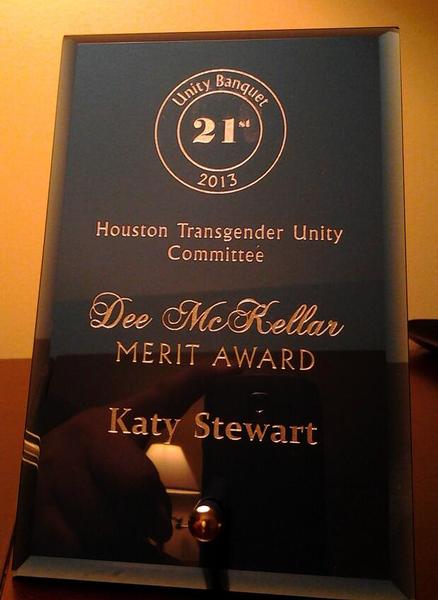 Unity Banquet
21st
2013
Houston Transgender Unity
Committee
Dee McKellar
MERIT AWARD
Katy Stewart